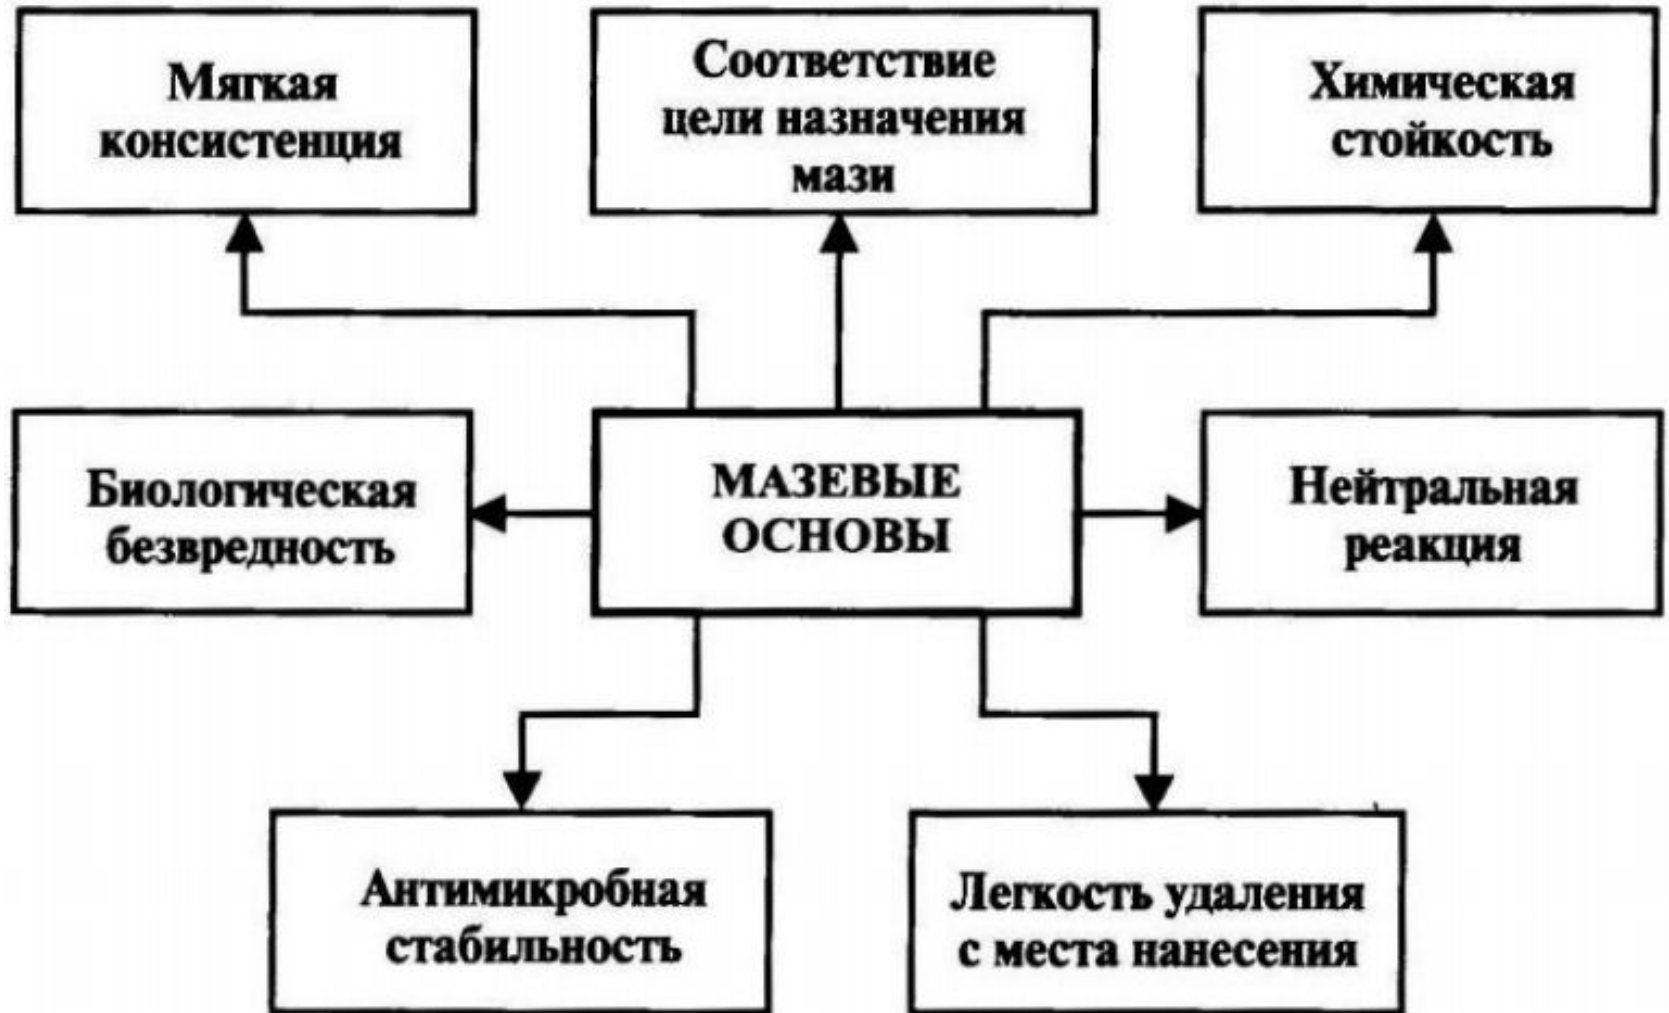 Мягкая
консистенция
Соответствие
цели назначения
мази
Химическая
стойкость
Биологическая
безвредность
МАЗЕВЫЕ
ОСНОВЫ
Нейтральная
реакция
Антимикробная
стабильность
Легкость удаления
с места нанесения